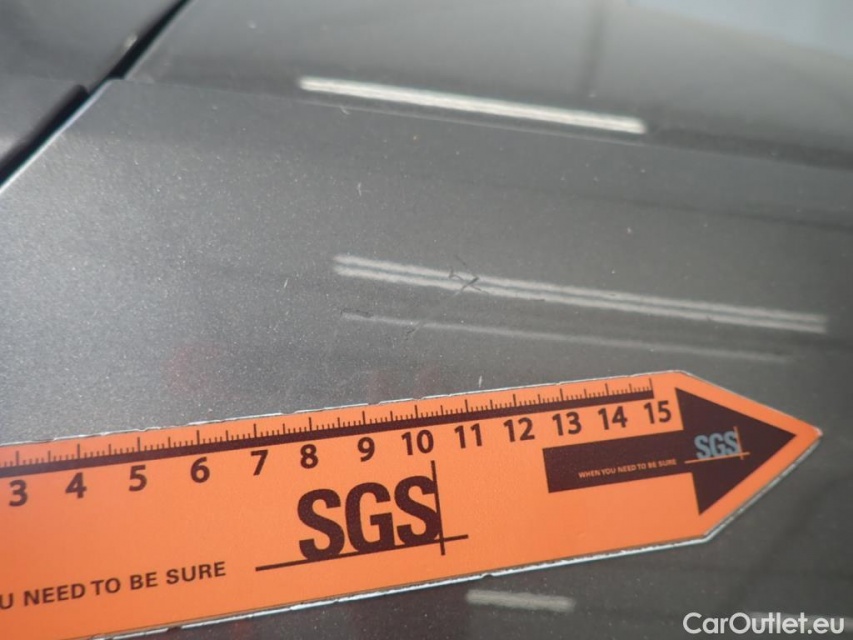 3 4 5 6 7 8 9 10 11 12 13 14 15
WHEN YOU NEED TO BE SURE SGS
SGS
U NEED TO BE SURE
CarOutlet.eu